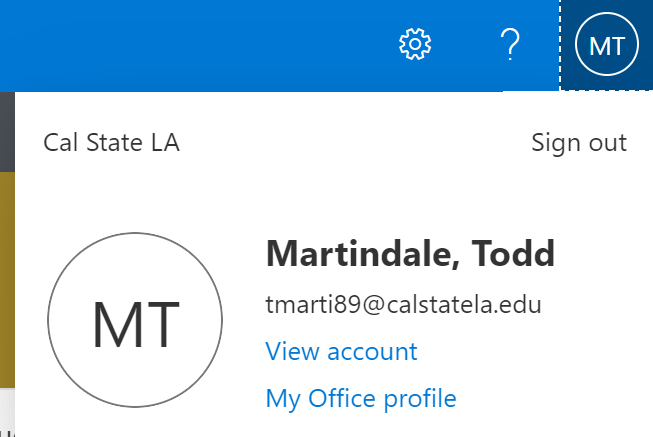 ?
MT
Cal State LA
Sign out
MT
Martindale, Todd
tmarti89@calstatela.edu
View account
My Office profile